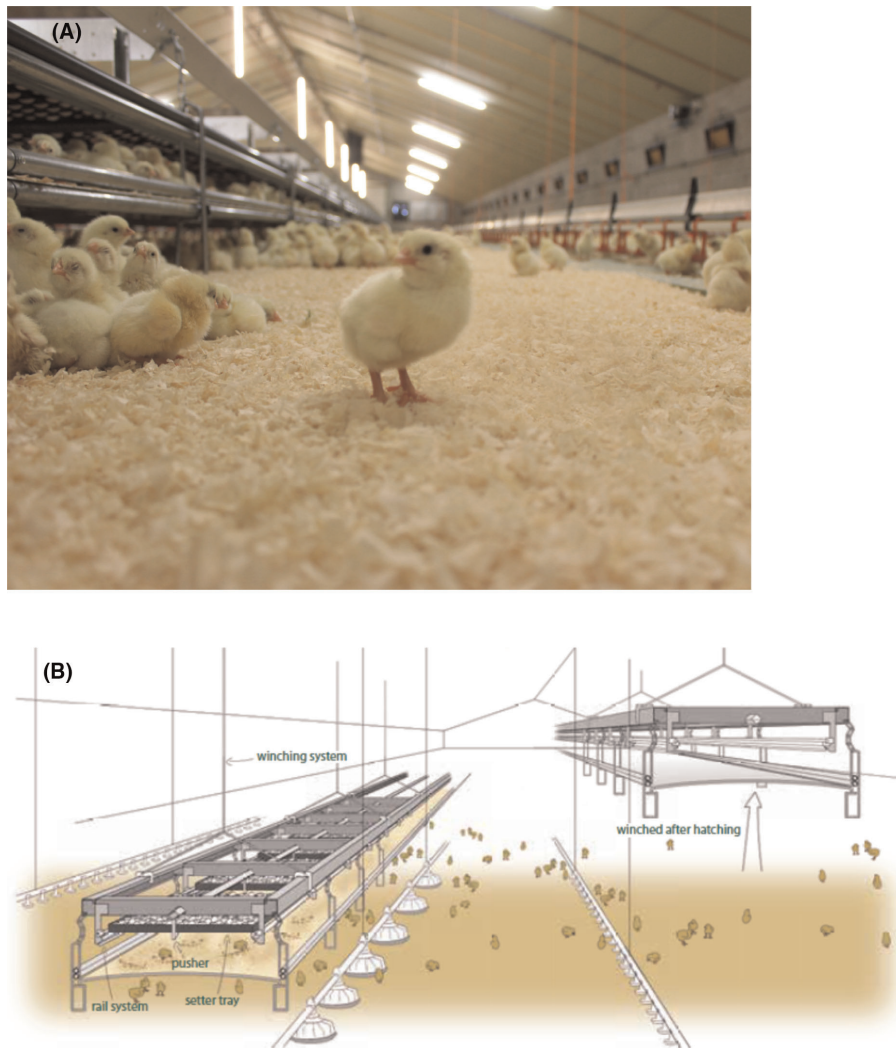 (A)
(B)
winching system
winched after hatching
pusher
rail system
setter tray